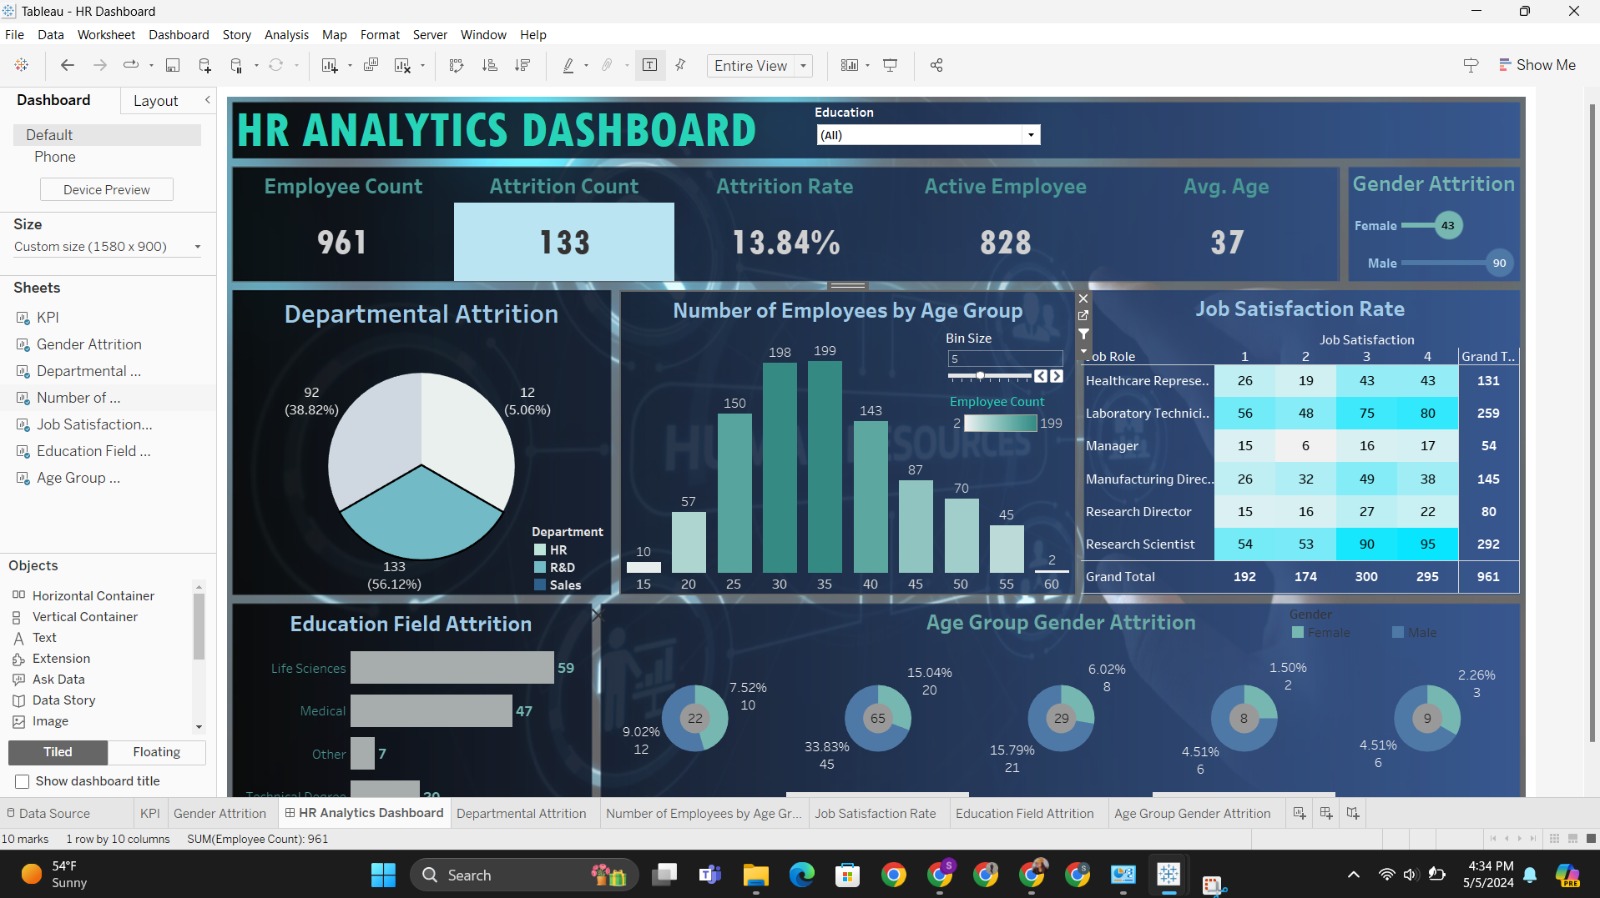 Tableau - HR Dashboard
File Data Worksheet Dashboard Story Analysis Map Format Server Window Help
Entire View
Show Me
Dashboard Layout
Default
Phone
Device Preview
Size
Custom size (1580 x 900)
Sheets
KPI
Gender Attrition
Departmental ...
Number of ...
Job Satisfaction...
Education Field ...
Age Group ...
Objects
Horizontal Container
Vertical Container
Text
Extension
Ask Data
Data Story
Image
Tiled Floating
Show dashboard title
HR ANALYTICS DASHBOARD
Education
(All)
Employee Count Attrition Count Attrition Rate Active Employee Avg. Age
961 133 13.84% 828 37
Gender Attrition
Female 43
Male 90
Departmental Attrition
92
(38.82%)
12
(5.06%)
133
(56.12%)
Department
HR
R&D
Sales
Number of Employees by Age Group
Bin Size
5
Employee Count
2 199
10 57 150 198 199 143 87 70 45 2
15 20 25 30 35 40 45 50 55 60
Job Satisfaction Rate
Job Satisfaction
Job Role 1 2 3 4 Grand T..
Healthcare Represe.. 26 19 43 43 131
Laboratory Technici.. 56 48 75 80 259
Manager 15 6 16 17 54
Manufacturing Direc.. 26 32 49 38 145
Research Director 15 16 27 22 80
Research Scientist 54 53 90 95 292
Grand Total 192 174 300 295 961
Education Field Attrition
Life Sciences 59
Medical 47
Other 7
Technical Degree 20
Age Group Gender Attrition
Gender
Female Male
7.52%
10
22
9.02%
12
15.04%
20
65
33.83%
45
6.02%
8
29
15.79%
21
1.50%
2
8
4.51%
6
2.26%
3
9
4.51%
6
Data Source KPI Gender Attrition HR Analytics Dashboard Departmental Attrition Number of Employees by Age Gr... Job Satisfaction Rate Education Field Attrition Age Group Gender Attrition
10 marks 1 row by 10 columns SUM(Employee Count): 961
54°F
Sunny
Search
4:34 PM
5/5/2024